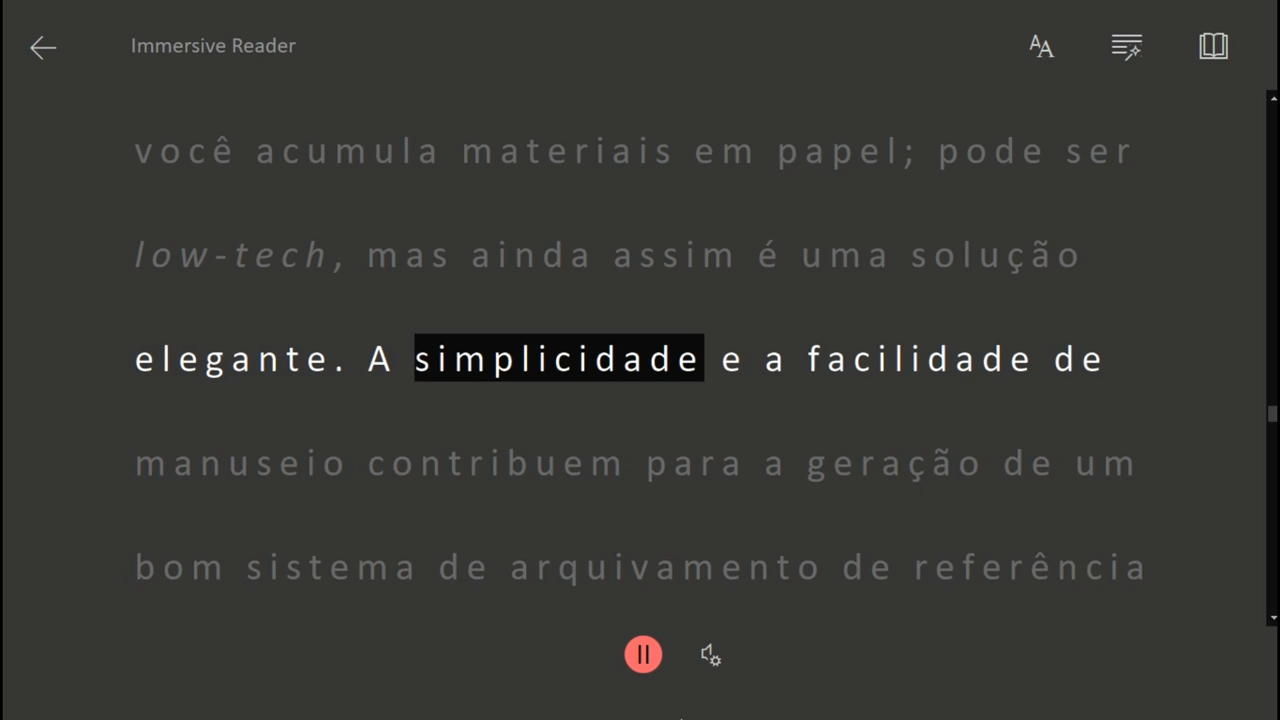 Immersive Reader
você acumula materiais em papel; pode ser
low-tech, mas ainda assim é uma solução
elegante. A simplicidade e a facilidade de
manuseio contribuem para a geração de um
bom sistema de arquivamento de referência